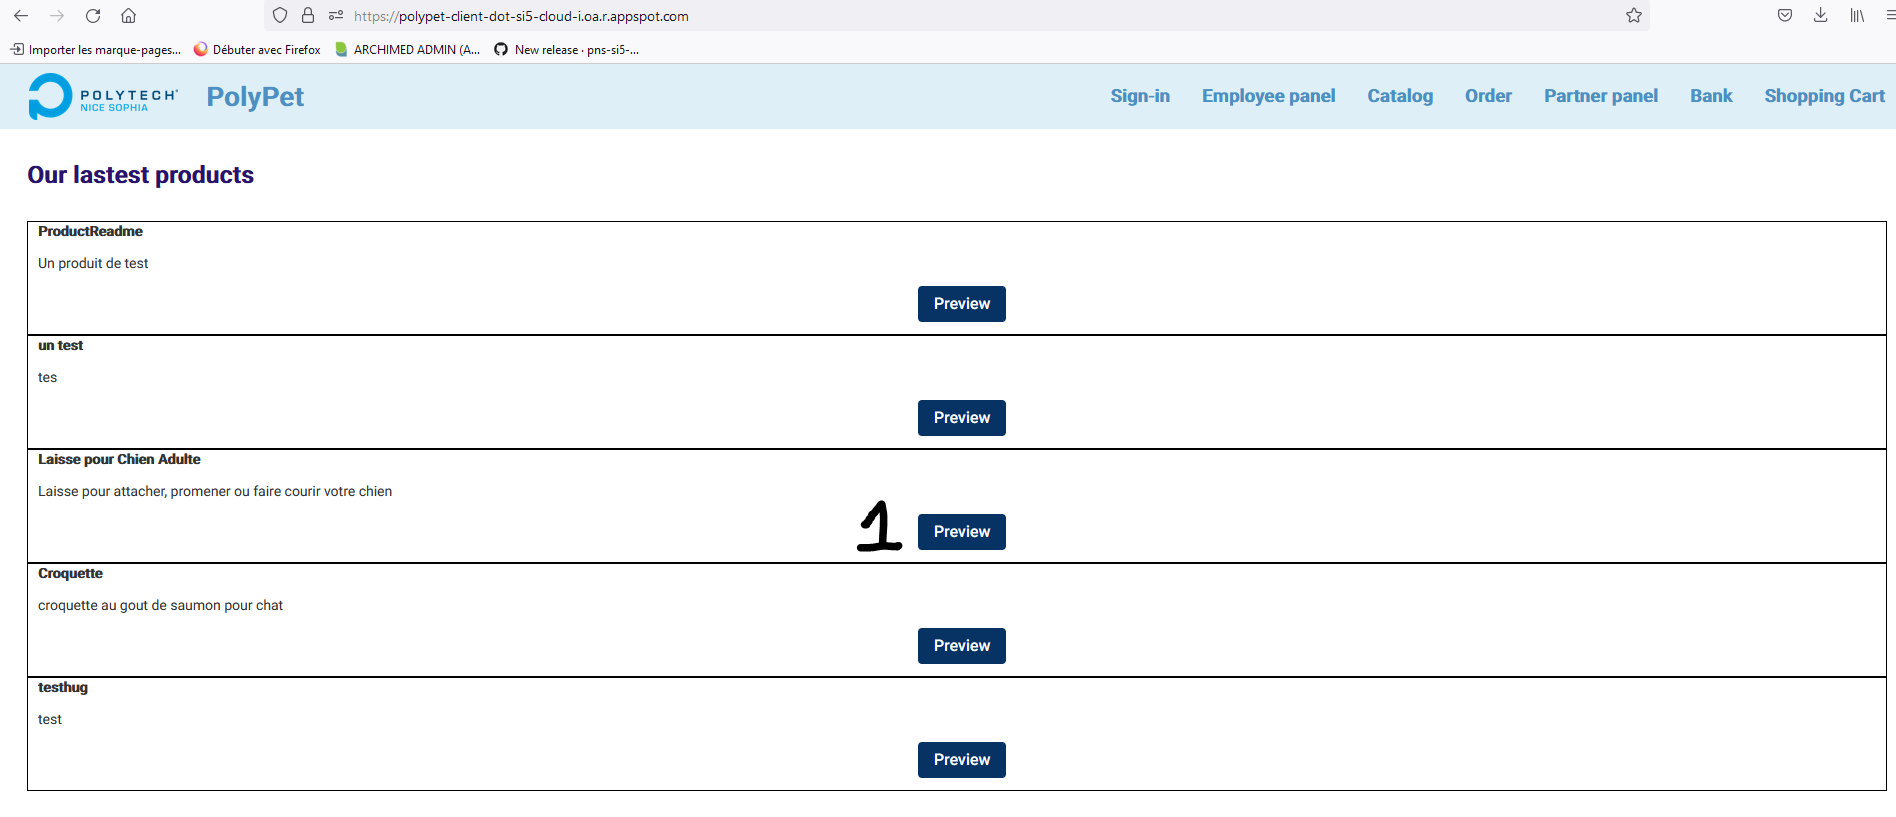 https://polypet-client-dot-si5-cloud-i.oa.r.appspot.com
Importer les marque-pages... Débuter avec Firefox ARCHIMED ADMIN (A... New release · pns-si5-...
POLYTECH
NICE SOPHIA
PolyPet Sign-in Employee panel Catalog Order Partner panel Bank Shopping Cart
Our lastest products
ProductReadme
Un produit de test
Preview
un test
tes
Preview
Laisse pour Chien Adulte
Laisse pour attacher, promener ou faire courir votre chien
1 Preview
Croquette
croquette au gout de saumon pour chat
Preview
testhug
test
Preview